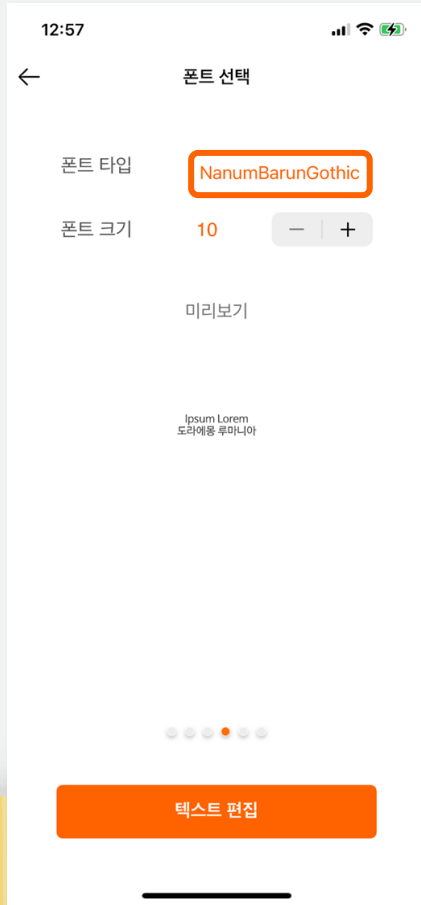 12:57
폰트 선택
폰트 타입 NanumBarunGothic
폰트 크기 10 − +
미리보기
Ipsum Lorem
도라에몽 루마니아
텍스트 편집